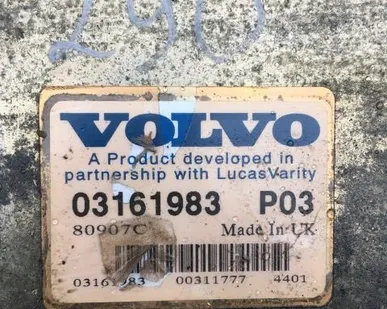 290
VOLVO
A Product developed in
partnership with LucasVarity
03161983 P03
80907C Made In UK
03161983 00311777 4401